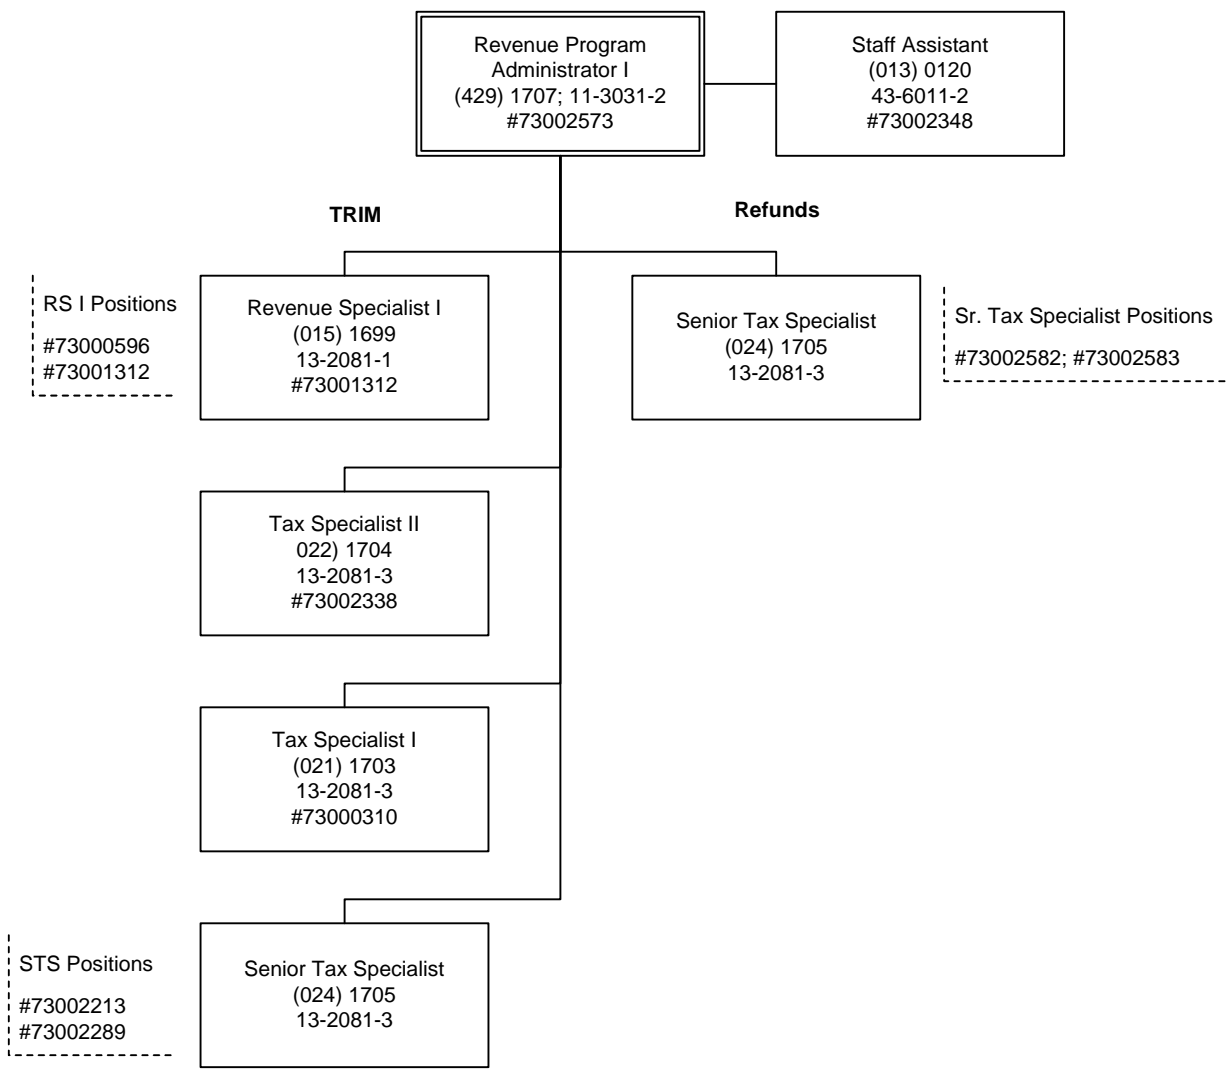 Revenue Program
Administrator I
(429) 1707; 11-3031-2
#73002573
Staff Assistant
(013) 0120
43-6011-2
#73002348
TRIM
Refunds
RS I Positions
#73000596
#73001312
Revenue Specialist I
(015) 1699
13-2081-1
#73001312
Senior Tax Specialist
(024) 1705
13-2081-3
Sr. Tax Specialist Positions
#73002582; #73002583
Tax Specialist II
022) 1704
13-2081-3
#73002338
Tax Specialist I
(021) 1703
13-2081-3
#73000310
STS Positions
#73002213
#73002289
Senior Tax Specialist
(024) 1705
13-2081-3